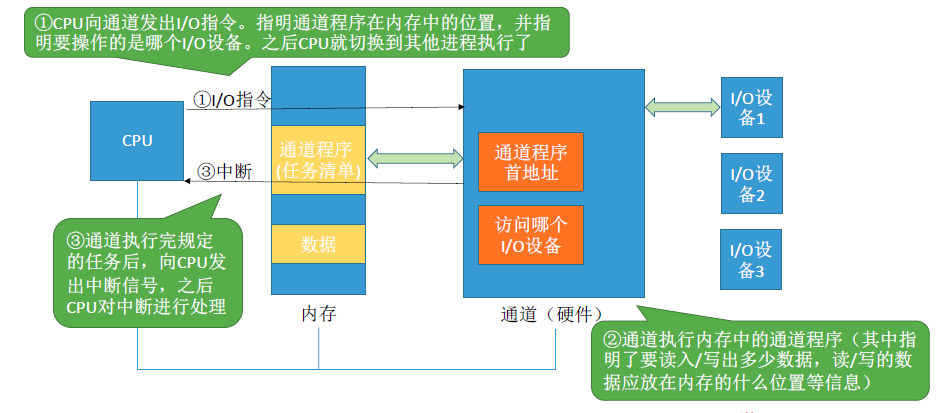 ①CPU向通道发出I/O指令。指明通道程序在内存中的位置，并指
明要操作的是哪个I/O设备。之后CPU就切换到其他进程执行了
①I/O指令
CPU
通道程序
(任务清单)
③中断
数据
内存
通道程序
首地址
访问哪个
I/O设备
通道（硬件）
I/O设
备1
I/O设
备2
I/O设
备3
③通道执行完规定
的任务后，向CPU发
出中断信号，之后
CPU对中断进行处理
②通道执行内存中的通道程序（其中指
明了要读入/写出多少数据，读/写的数
据应放在内存的什么位置等信息）